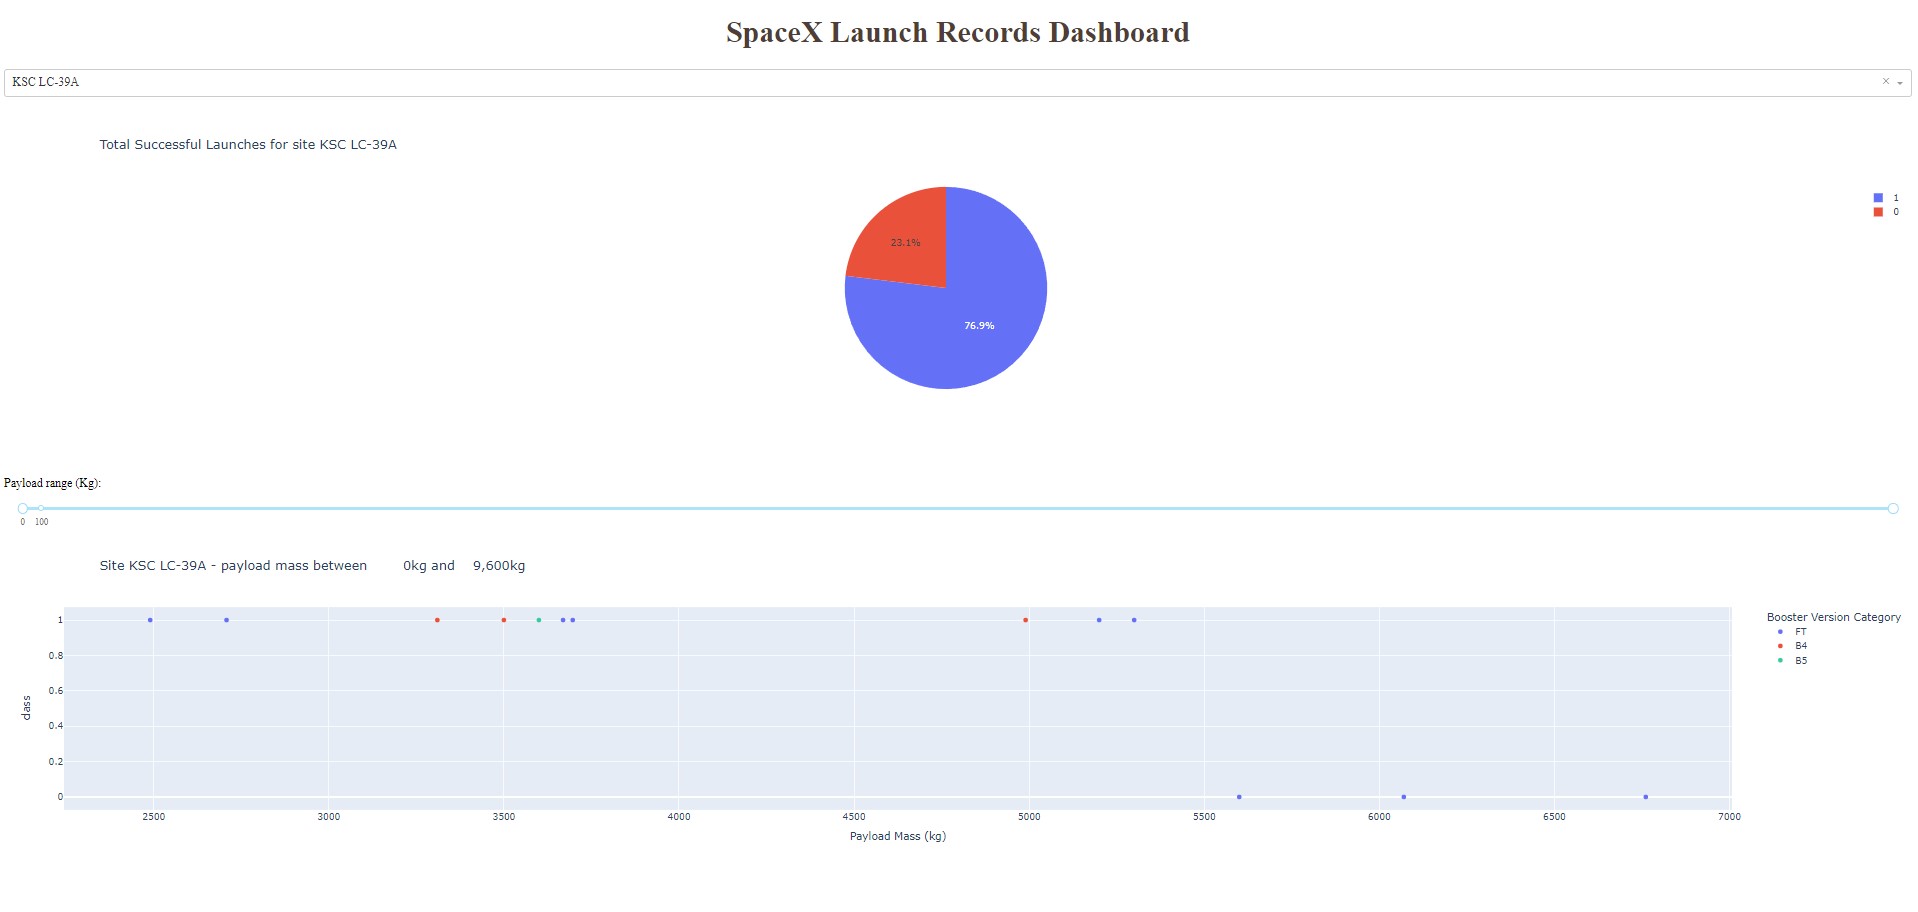 SpaceX Launch Records Dashboard
KSC LC-39A × 
Total Successful Launches for site KSC LC-39A
1
0
23.1%
76.9%
Payload range (Kg):
0 100
Site KSC LC-39A - payload mass between 0kg and 9,600kg
Booster Version Category
FT
B4
B5
1
0.8
0.6
0.4
0.2
0
class
2500 3000 3500 4000 4500 5000 5500 6000 6500 7000
Payload Mass (kg)